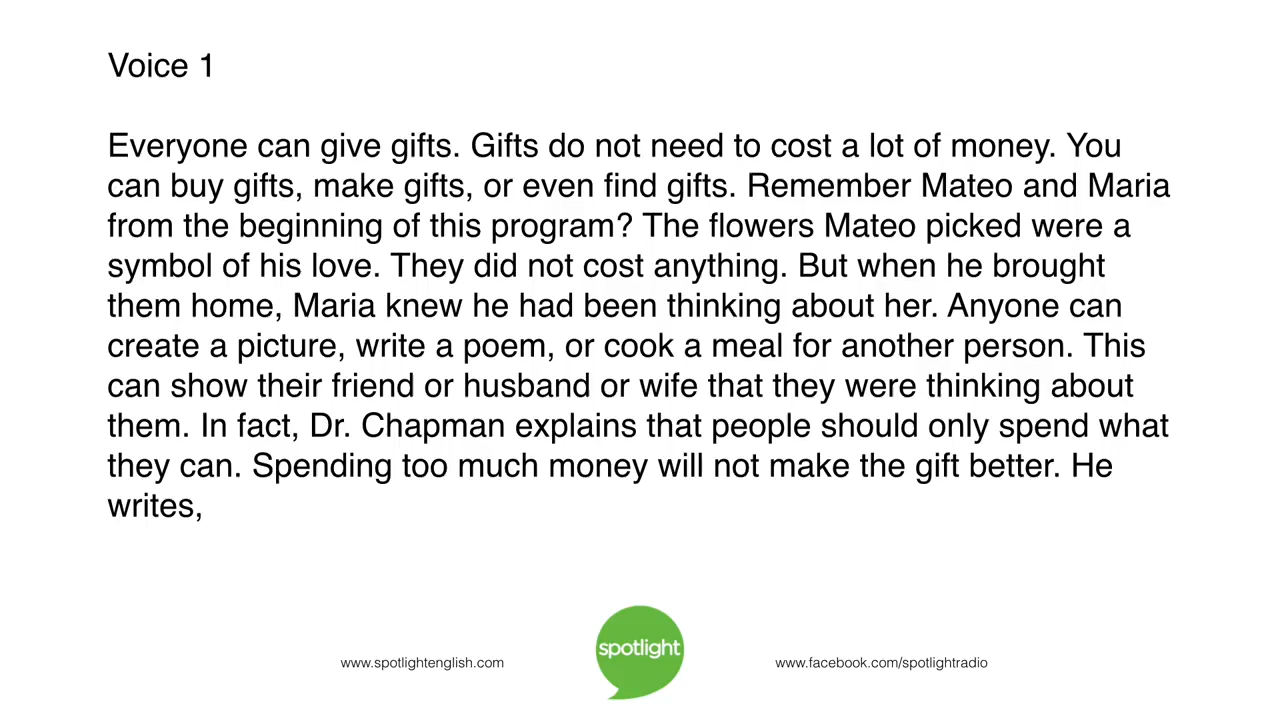 Voice 1
Everyone can give gifts. Gifts do not need to cost a lot of money. You
can buy gifts, make gifts, or even find gifts. Remember Mateo and Maria
from the beginning of this program? The flowers Mateo picked were a
symbol of his love. They did not cost anything. But when he brought
them home, Maria knew he had been thinking about her. Anyone can
create a picture, write a poem, or cook a meal for another person. This
can show their friend or husband or wife that they were thinking about
them. In fact, Dr. Chapman explains that people should only spend what
they can. Spending too much money will not make the gift better. He
writes,
www.spotlightenglish.com
spotlight
www.facebook.com/spotlightradio